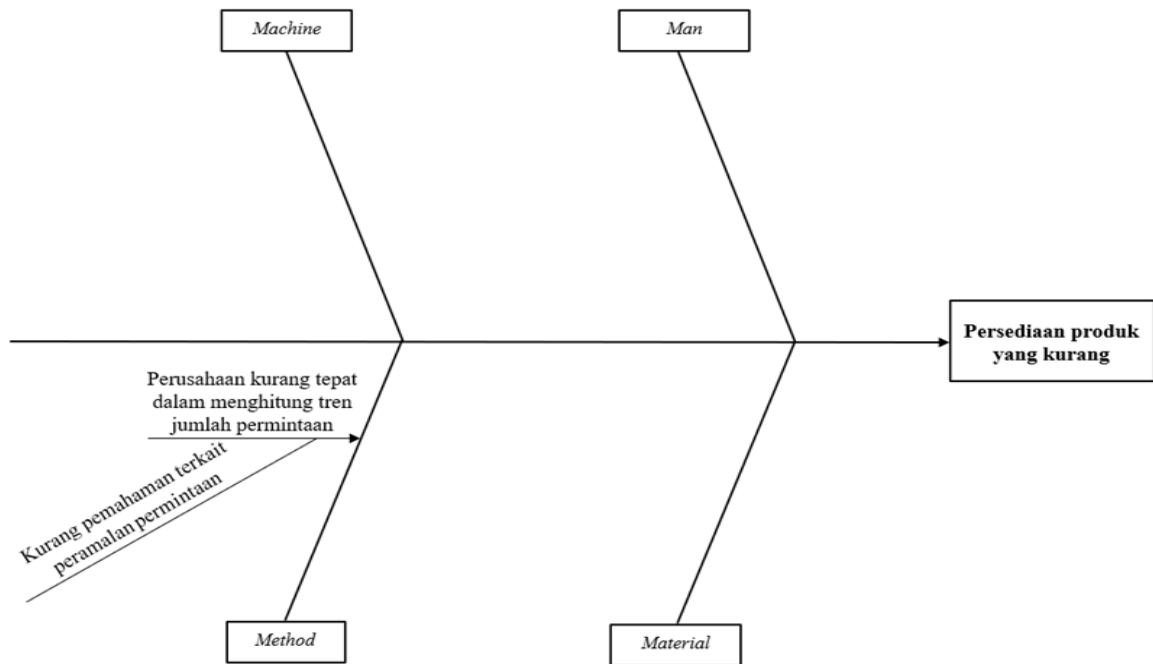 Machine
Man
Persediaan produk
yang kurang
Perusahaan kurang tepat
dalam menghitung tren
jumlah permintaan
Kurang pemahaman terkait
peramalan permintaan
Method
Material